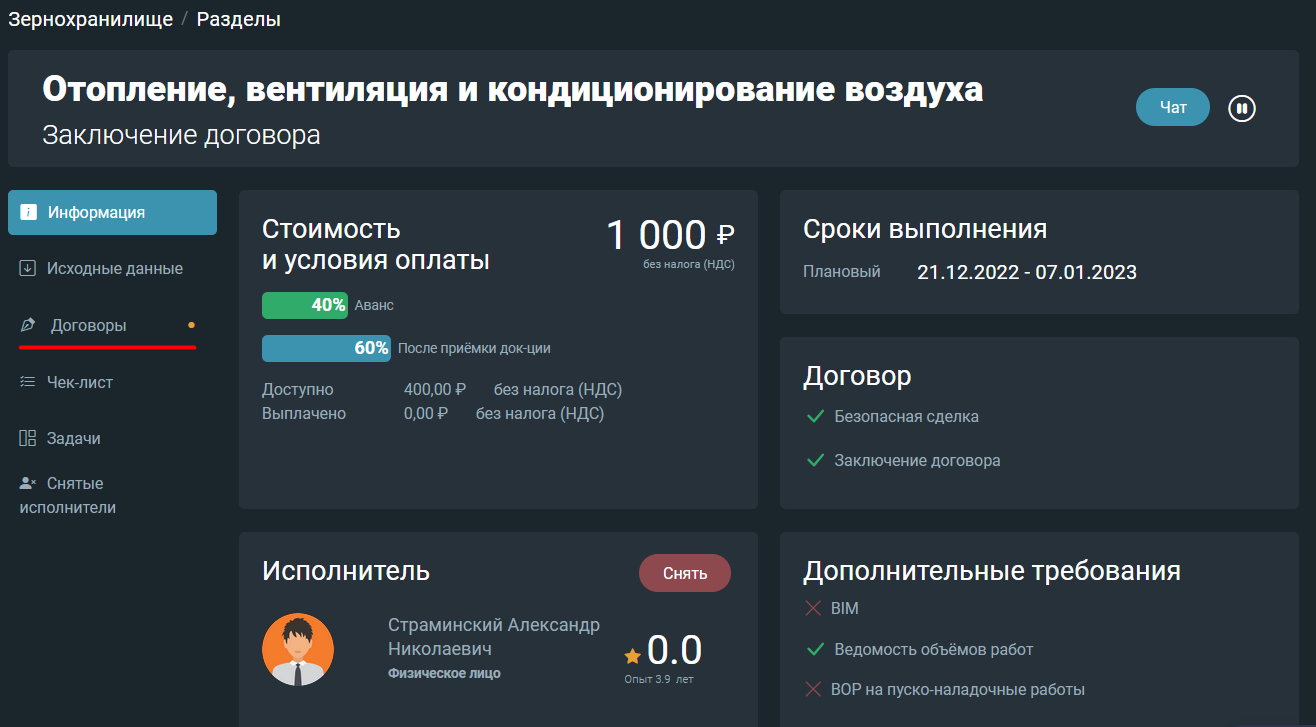 Зернохранилище / Разделы
Отопление, вентиляция и кондиционирование воздуха
Заключение договора
Чат
Информация
Исходные данные
Договоры
Чек-лист
Задачи
Снятые
исполнители
Стоимость
и условия оплаты
1 000 ₽
без налога (НДС)
40% Аванс
60% После приёмки док-ции
Доступно 400,00 ₽ без налога (НДС)
Выплачено 0,00 ₽ без налога (НДС)
Сроки выполнения
Плановый 21.12.2022 - 07.01.2023
Договор
Безопасная сделка
Заключение договора
Исполнитель
Снять
Страминский Александр
Николаевич
Физическое лицо
0.0
Опыт 3.9 лет
Дополнительные требования
BIM
Ведомость объёмов работ
ВОР на пуско-наладочные работы